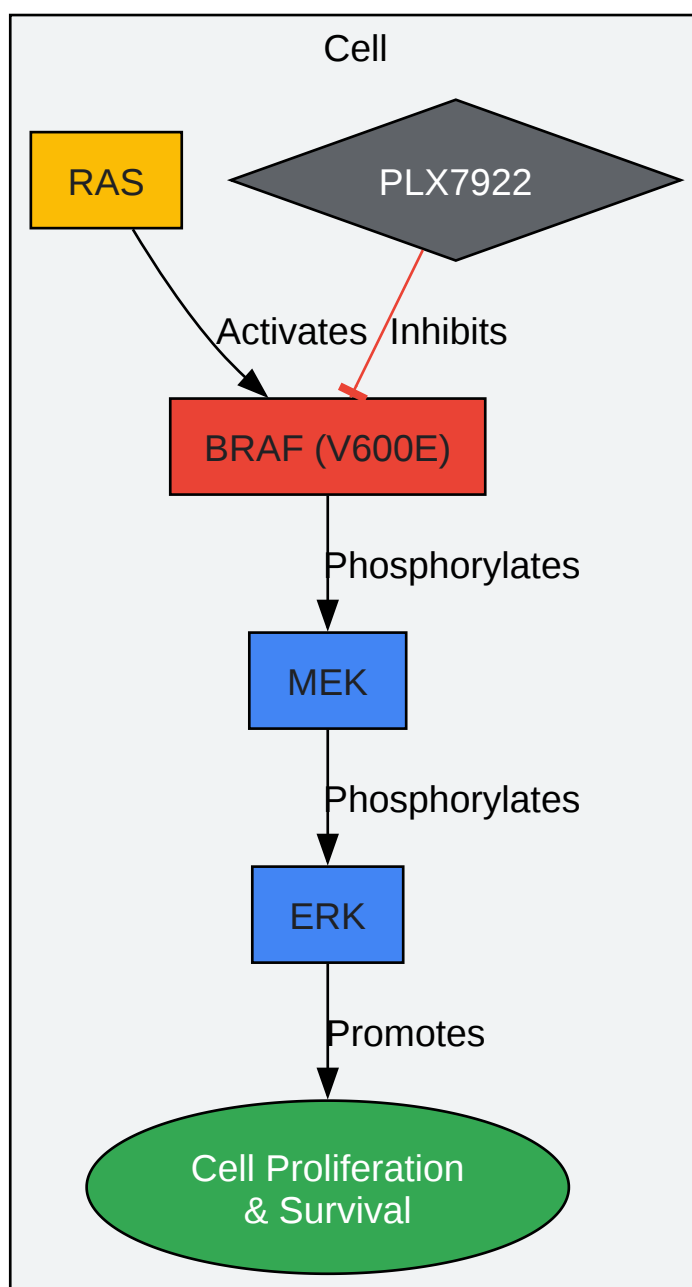 Cell
RAS
PLX7922
Activates
Inhibits
BRAF (V600E)
Phosphorylates
MEK
Phosphorylates
ERK
Promotes
Cell Proliferation
& Survival